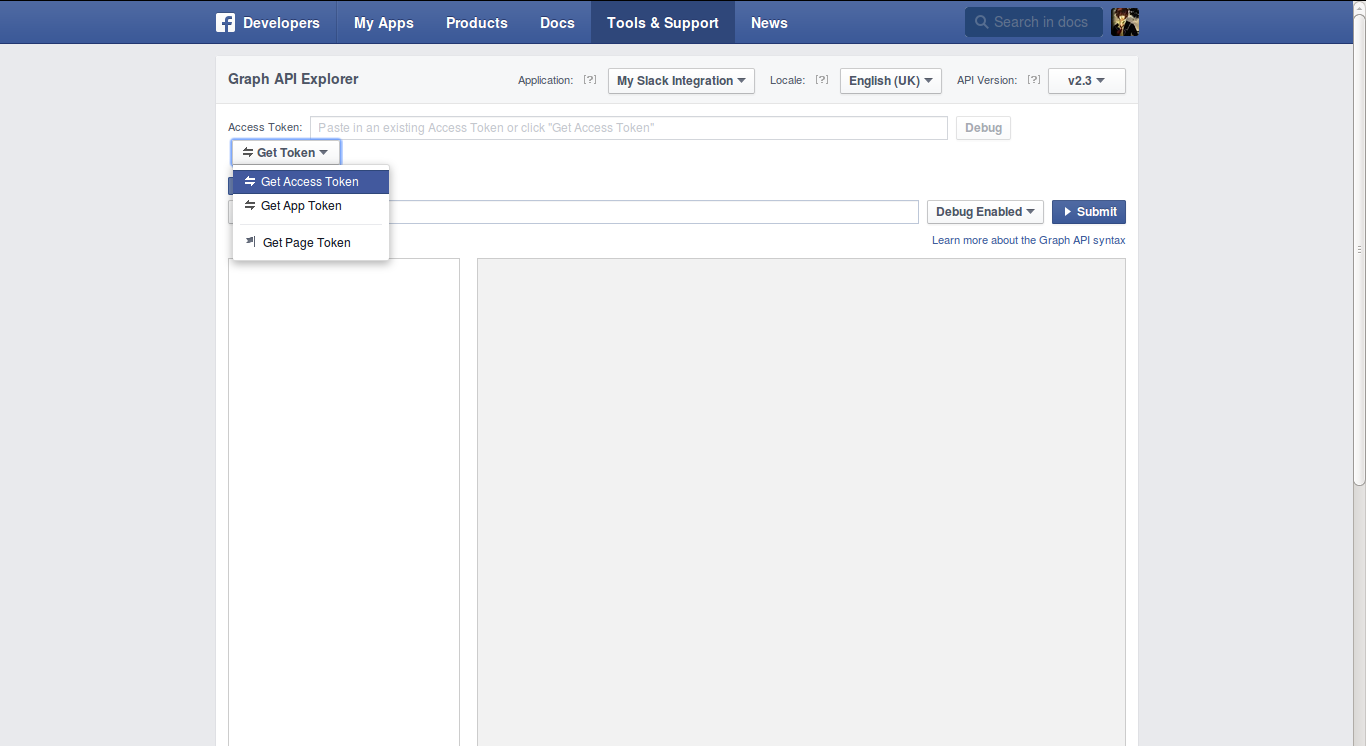 Developers My Apps Products Docs Tools & Support News Search in docs
Graph API Explorer Application: [?] My Slack Integration Locale: [?] English (UK) API Version: [?] v2.3
Access Token: Paste in an existing Access Token or click "Get Access Token" Debug
Get Token
Get Access Token
Get App Token
Debug Enabled Submit
Get Page Token
Learn more about the Graph API syntax